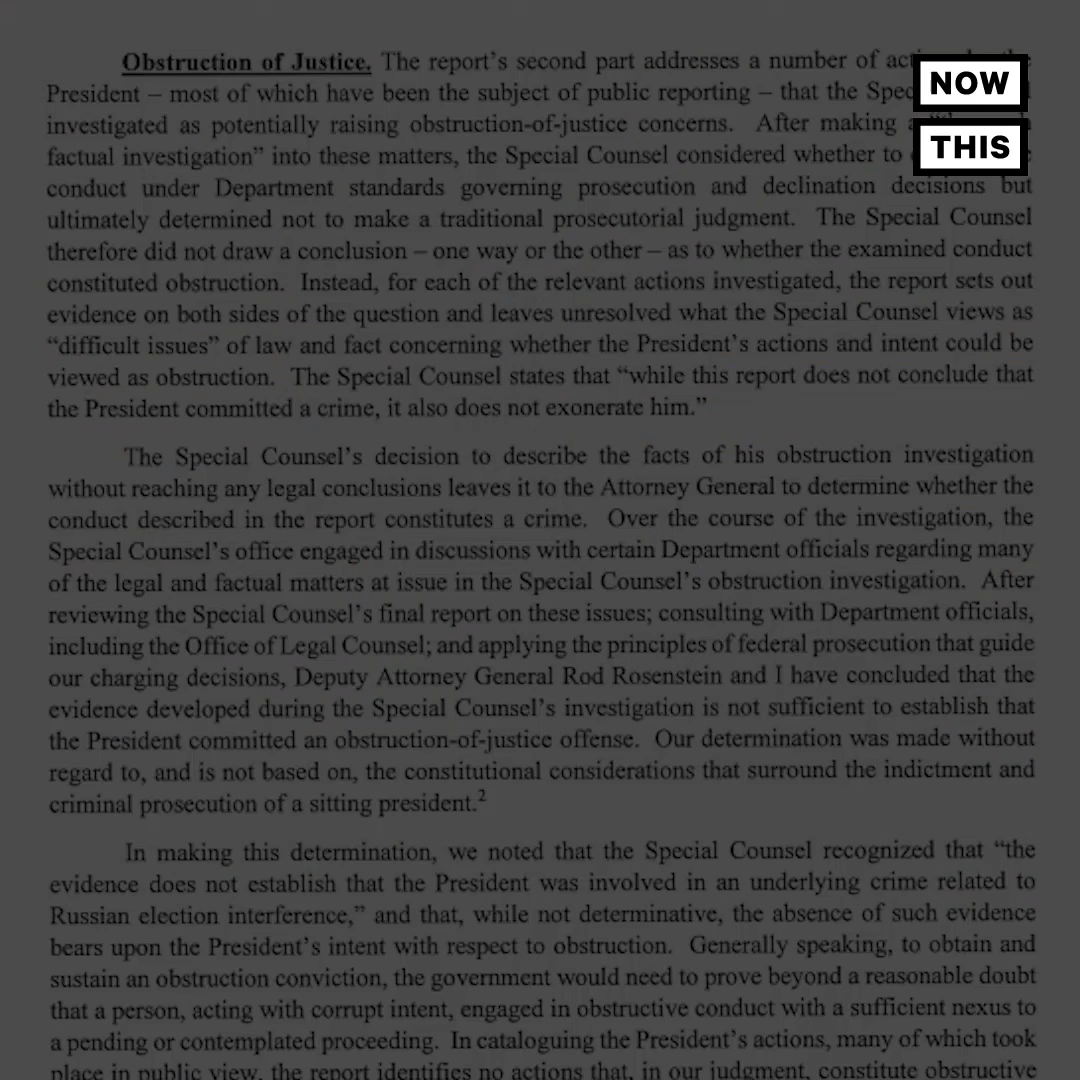 Obstruction of Justice. The report's second part addresses a number of
NOW
President – most of which have been the subject of public reporting – that the
investigated as potentially raising obstruction-of-justice concerns. After making
THIS
factual investigation” into these matters, the Special Counsel considered whether to
conduct under Department standards governing prosecution and declination decisions but
ultimately determined not to make a traditional prosecutorial judgment. The Special Counsel
therefore did not draw a conclusion – one way or the other – as to whether the examined conduct
constituted obstruction. Instead, for each of the relevant actions investigated, the report sets out
evidence on both sides of the question and leaves unresolved what the Special Counsel views as
“difficult issues” of law and fact concerning whether the President’s actions and intent could be
viewed as obstruction. The Special Counsel states that “while this report does not conclude that
the President committed a crime, it also does not exonerate him.”
The Special Counsel’s decision to describe the facts of his obstruction investigation
without reaching any legal conclusions leaves it to the Attorney General to determine whether the
conduct described in the report constitutes a crime. Over the course of the investigation, the
Special Counsel’s office engaged in discussions with certain Department officials regarding many
of the legal and factual matters at issue in the Special Counsel’s obstruction investigation. After
reviewing the Special Counsel’s final report on these issues; consulting with Department officials,
including the Office of Legal Counsel; and applying the principles of federal prosecution that guide
our charging decisions, Deputy Attorney General Rod Rosenstein and I have concluded that the
evidence developed during the Special Counsel’s investigation is not sufficient to establish that
the President committed an obstruction-of-justice offense. Our determination was made without
regard to, and is not based on, the constitutional considerations that surround the indictment and
criminal prosecution of a sitting president.2
In making this determination, we noted that the Special Counsel recognized that “the
evidence does not establish that the President was involved in an underlying crime related to
Russian election interference,” and that, while not determinative, the absence of such evidence
bears upon the President’s intent with respect to obstruction. Generally speaking, to obtain and
sustain an obstruction conviction, the government would need to prove beyond a reasonable doubt
that a person, acting with corrupt intent, engaged in obstructive conduct with a sufficient nexus to
a pending or contemplated proceeding. In cataloguing the President’s actions, many of which took
place in public view, the report identifies no actions that, in our judgment, constitute obstructive